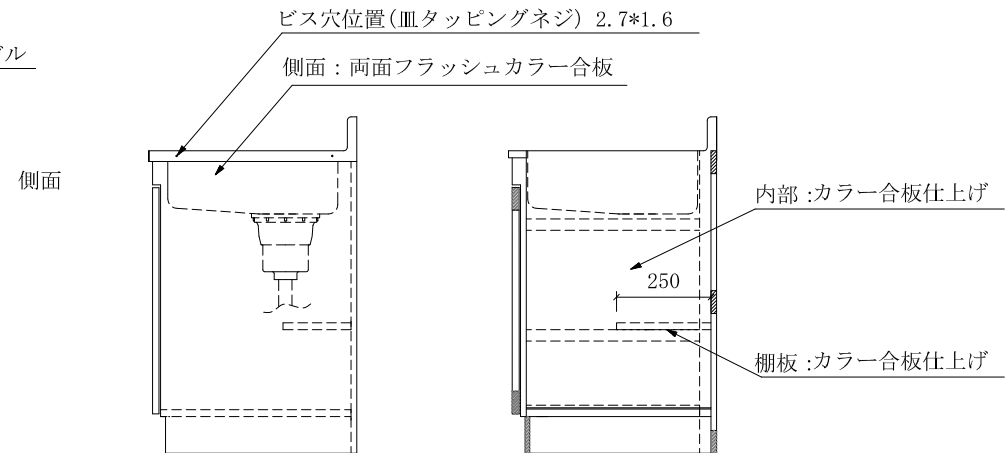 ビス穴位置(皿タッピングネジ) 2.7*1.6
側面：両面フラッシュカラー合板
側面
内部：カラー合板仕上げ
250
棚板：カラー合板仕上げ